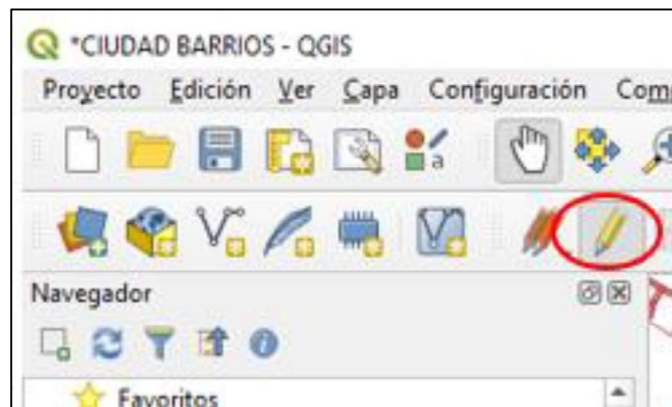 *CIUDAD BARRIOS - QGIS
Proyecto Edición Ver Capa Configuración
Navegador
Favoritos